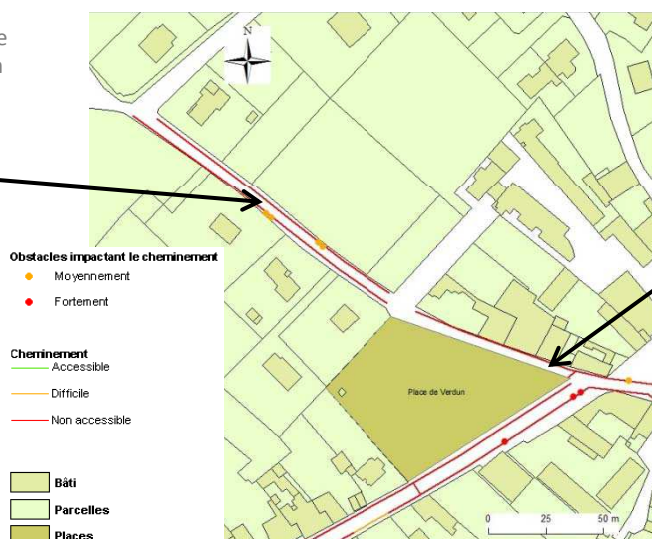 e
N
Obstacles impactant le cheminement
Moyennement
Fortement
Cheminement
Accessible
Difficile
Non accessible
Bâti
Parcelles
Places
Place de Verdun
0 25 50 m